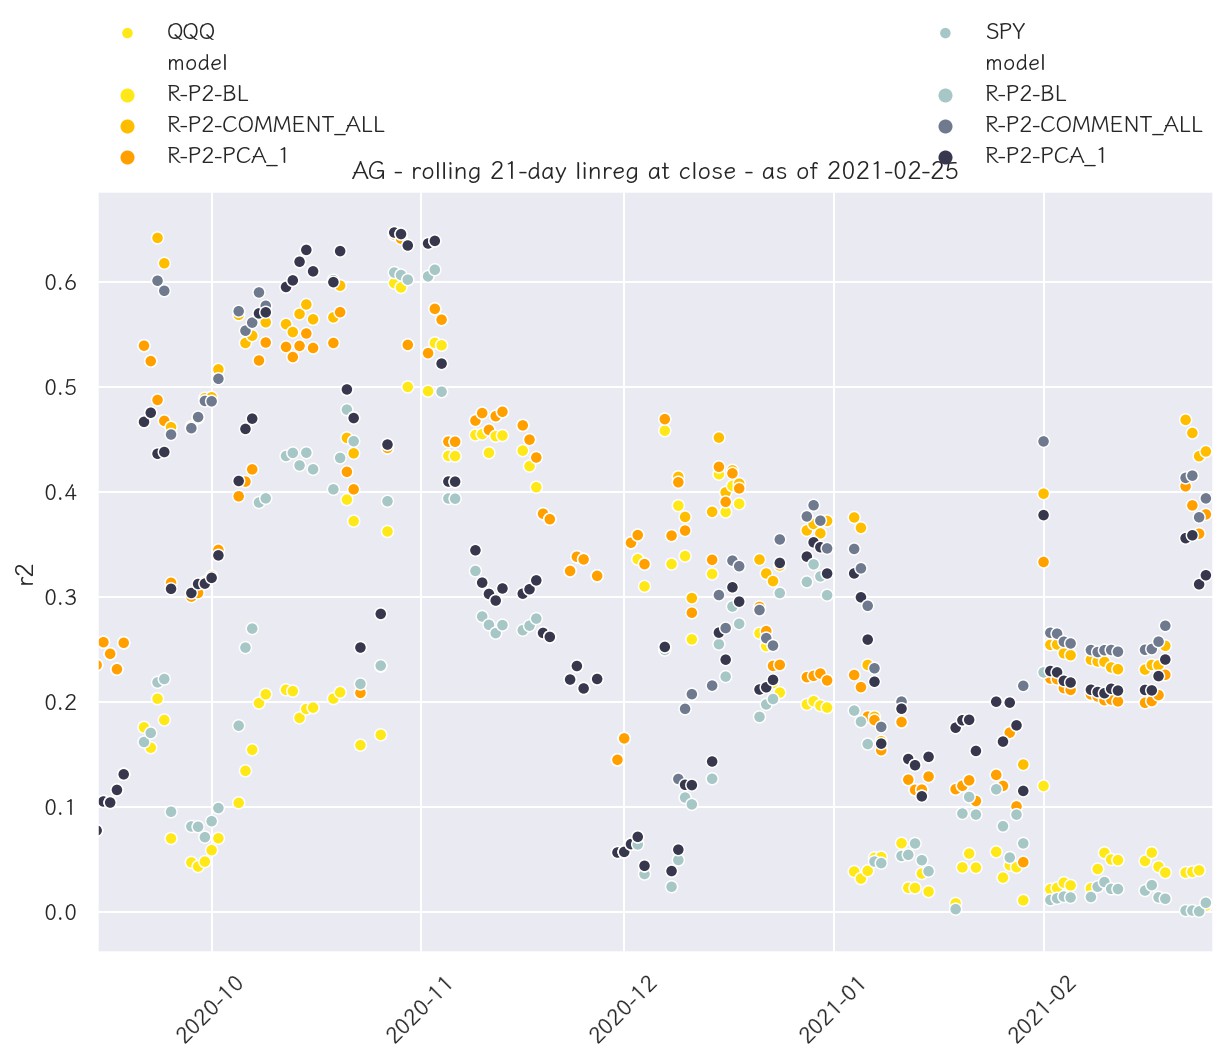 QQQ
model
R-P2-BL
R-P2-COMMENT_ALL
R-P2-PCA_1
SPY
model
R-P2-BL
R-P2-COMMENT_ALL
R-P2-PCA_1
AG - rolling 21-day linreg at close - as of 2021-02-25
r2
0.6
0.5
0.4
0.3
0.2
0.1
0.0
2020-10
2020-11
2020-12
2021-01
2021-02